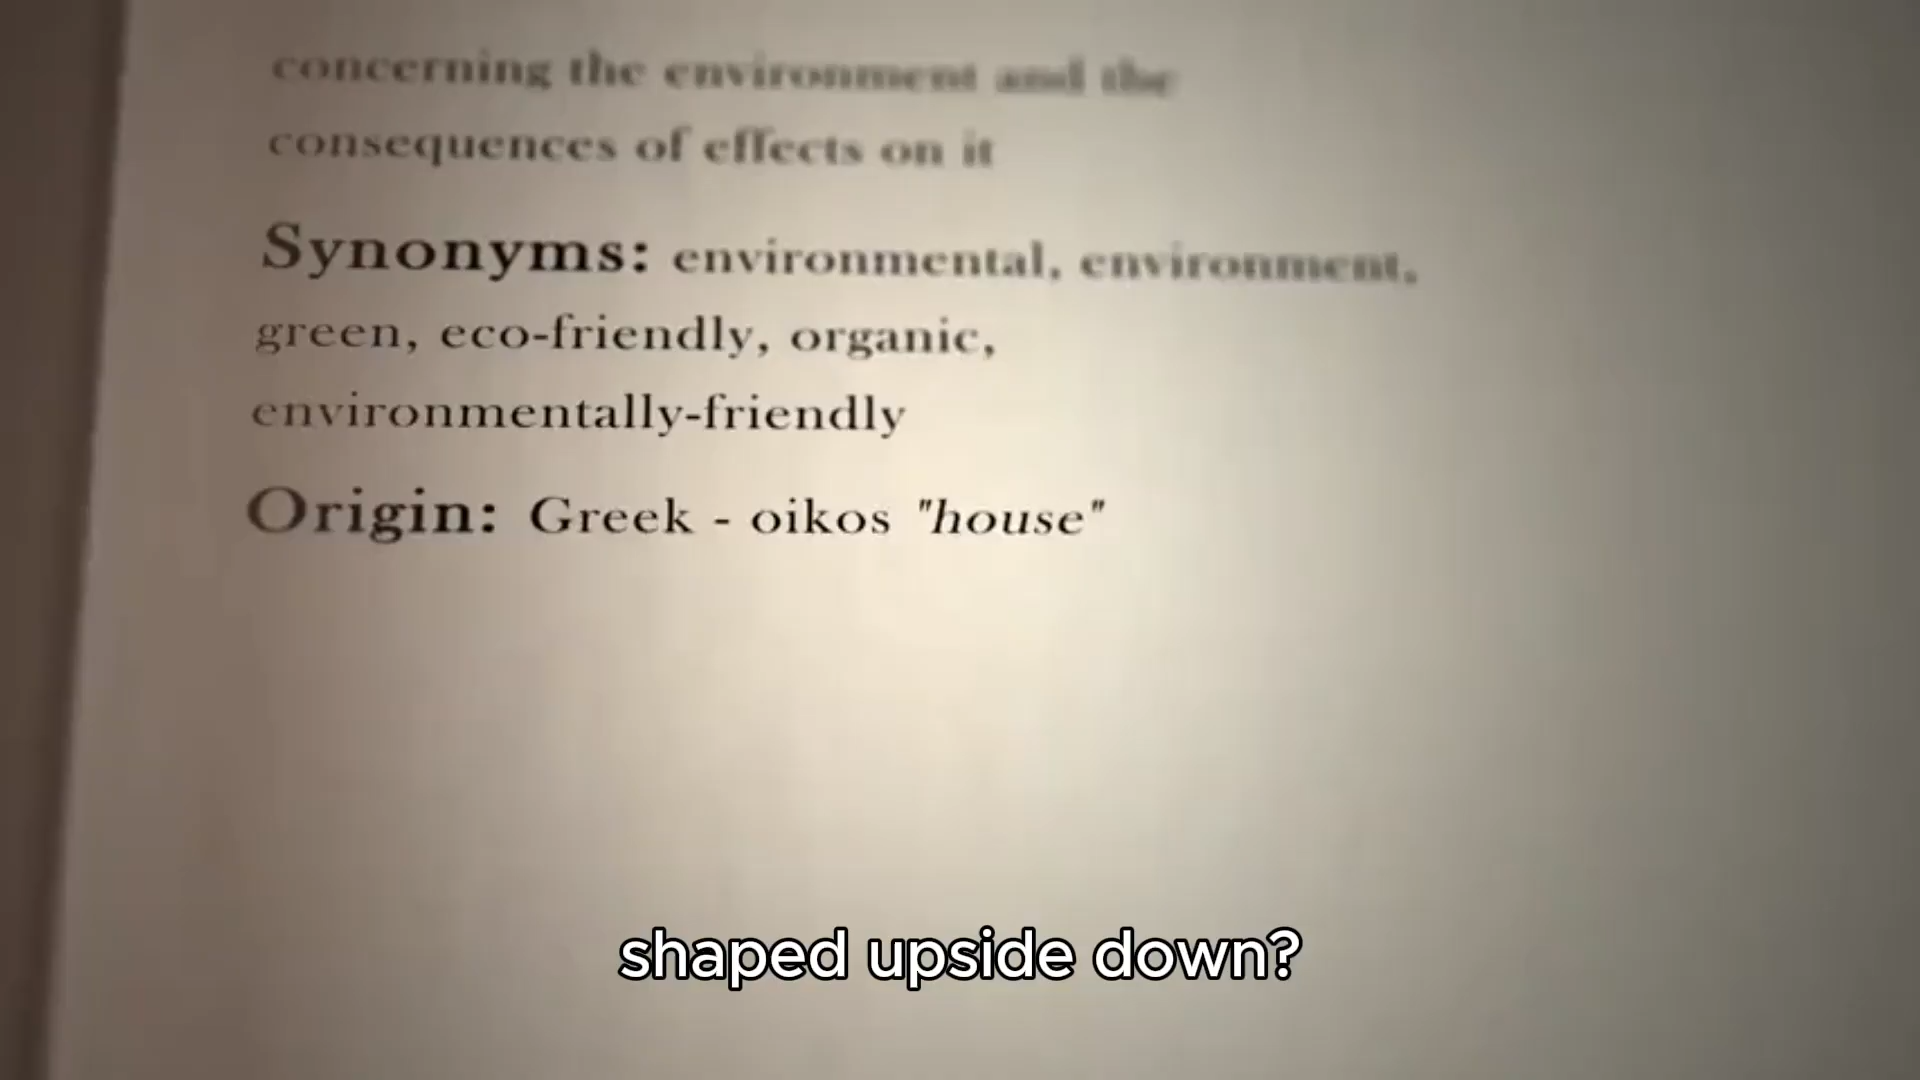 concerning the environment and the
consequences of effects on it
Synonyms: environmental, environment,
green, eco-friendly, organic,
environmentally-friendly
Origin: Greek - oikos "house"
shaped upside down?